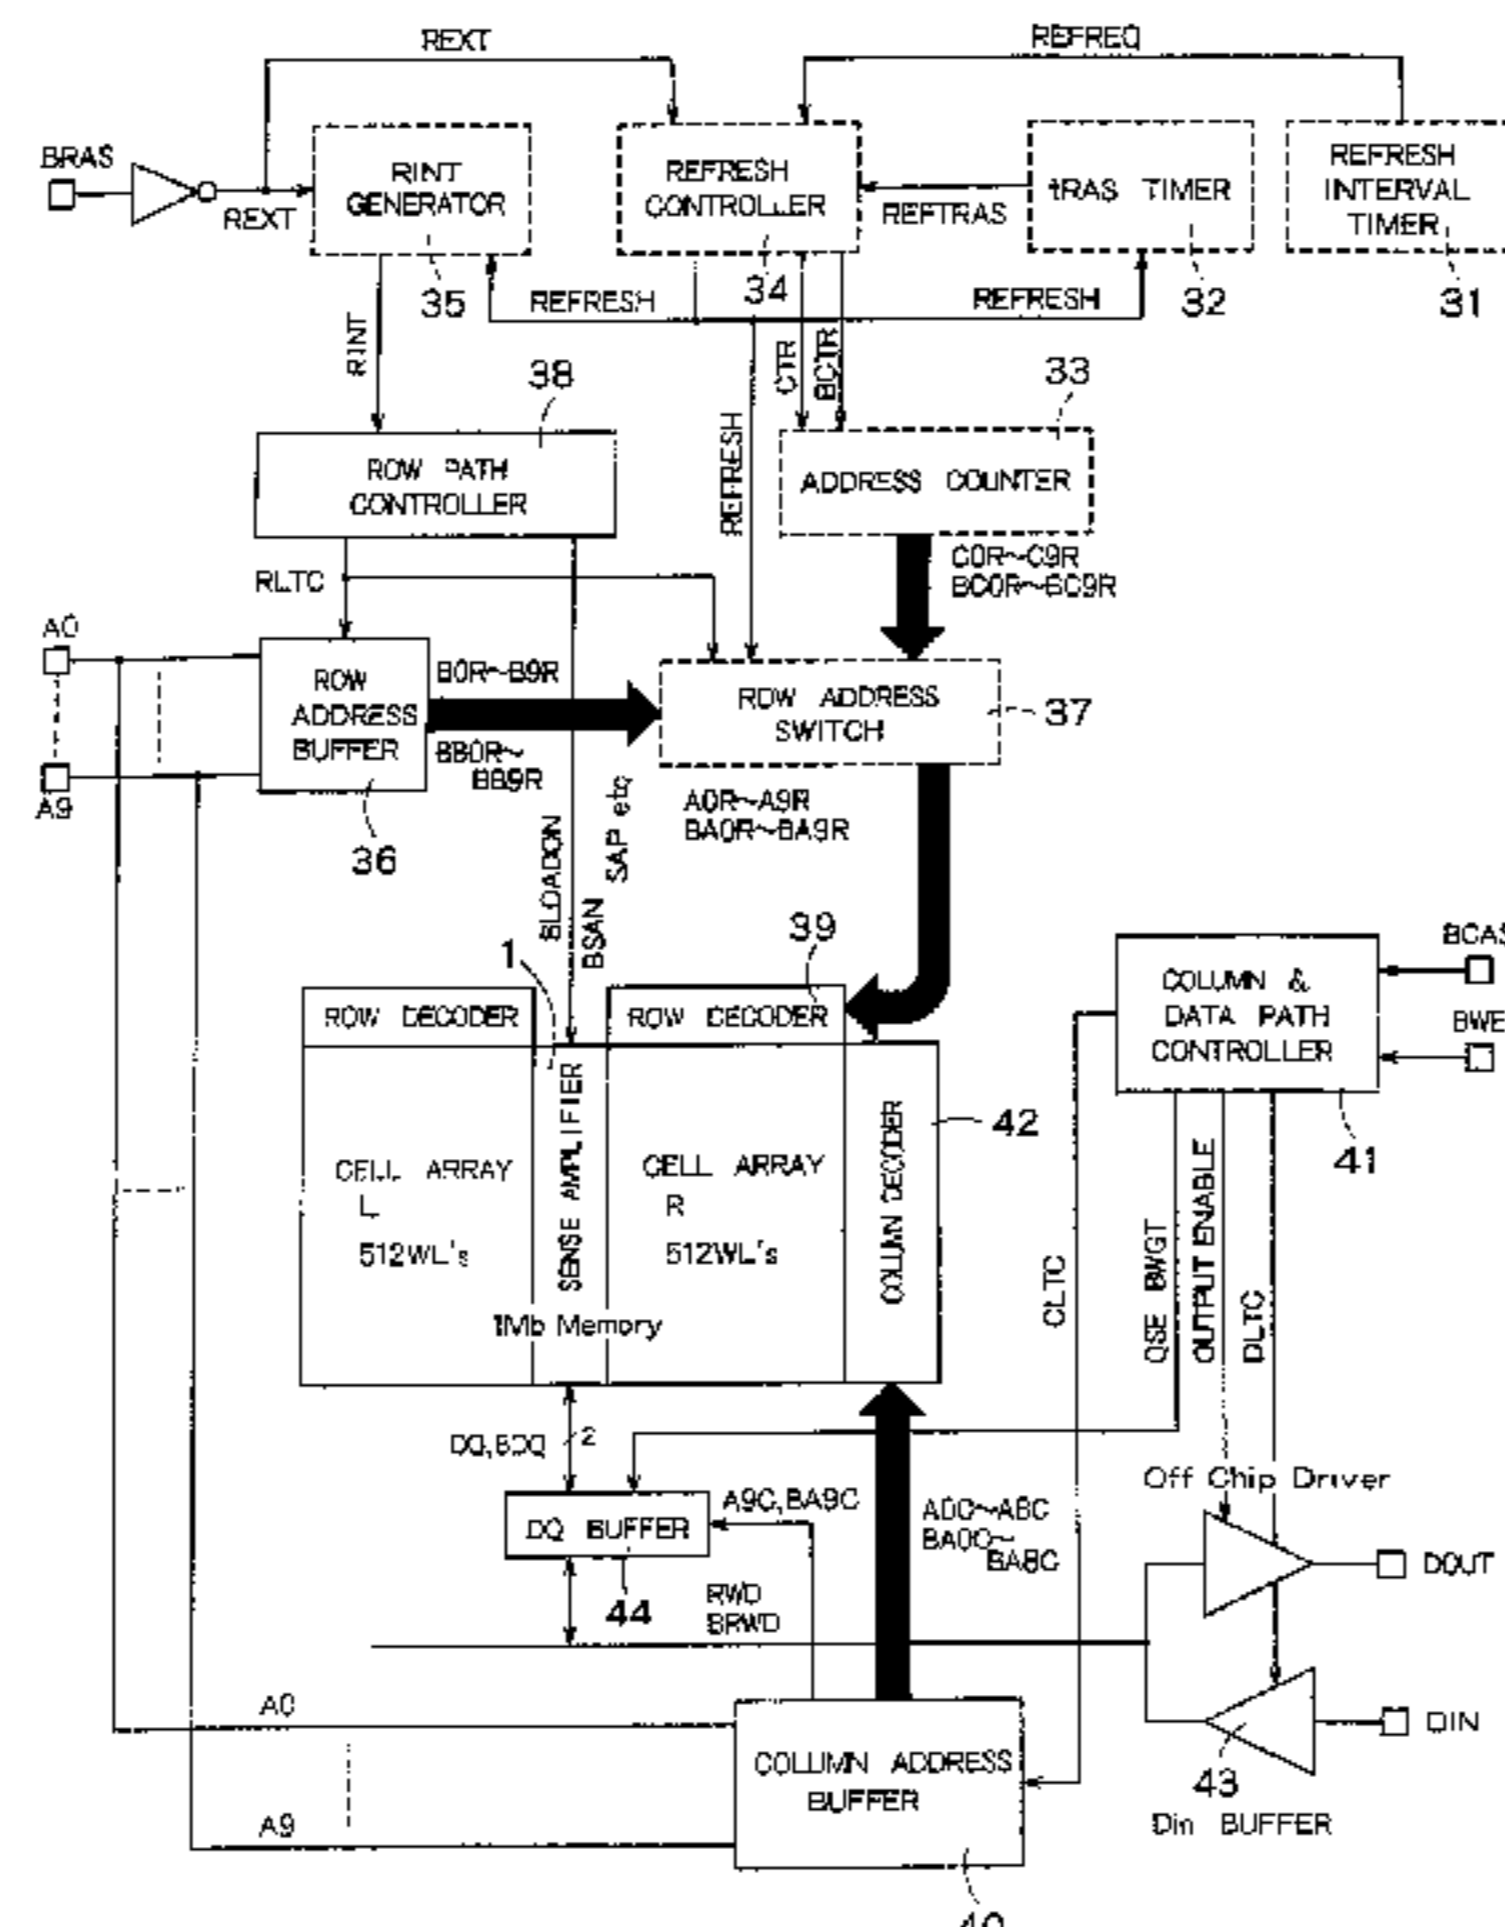 REXT
REFREQ
BRAS
REXT
RINT
GENERATOR
35
REFRESH
CONTROLLER
34
REFTRAS
tRAS TIMER
32
REFRESH
INTERVAL
TIMER
31
REFRESH
REFRESH
RINT
CTR
BCTR
38
33
ROW PATH
CONTROLLER
REFRESH
ADDRESS COUNTER
RLTC
C0R~C9R
BC0R~BC9R
A0
A9
ROW
ADDRESS
BUFFER
36
B0R~B9R
BB0R~
BB9R
ROW ADDRESS
SWITCH
37
A0R~A9R
BA0R~BA9R
BLOADON
BSAN
SAP etc
1
39
ROW DECODER
ROW DECODER
COLUMN &
DATA PATH
CONTROLLER
41
BCAS
BWE
CELL ARRAY
L
512WL's
SENSE AMPLIFIER
CELL ARRAY
R
512WL's
COLUMN DECODER
42
1Mb Memory
CLTC
QSE BWGT
OUTPUT ENABLE
DLTC
DQ,BDQ
2
DQ BUFFER
44
A9C,BA9C
A0C~A8C
BA0C~
BA8C
Off Chip Driver
DOUT
RWD
BRWD
A0
A9
COLUMN ADDRESS
BUFFER
40
DIN
43
Din BUFFER